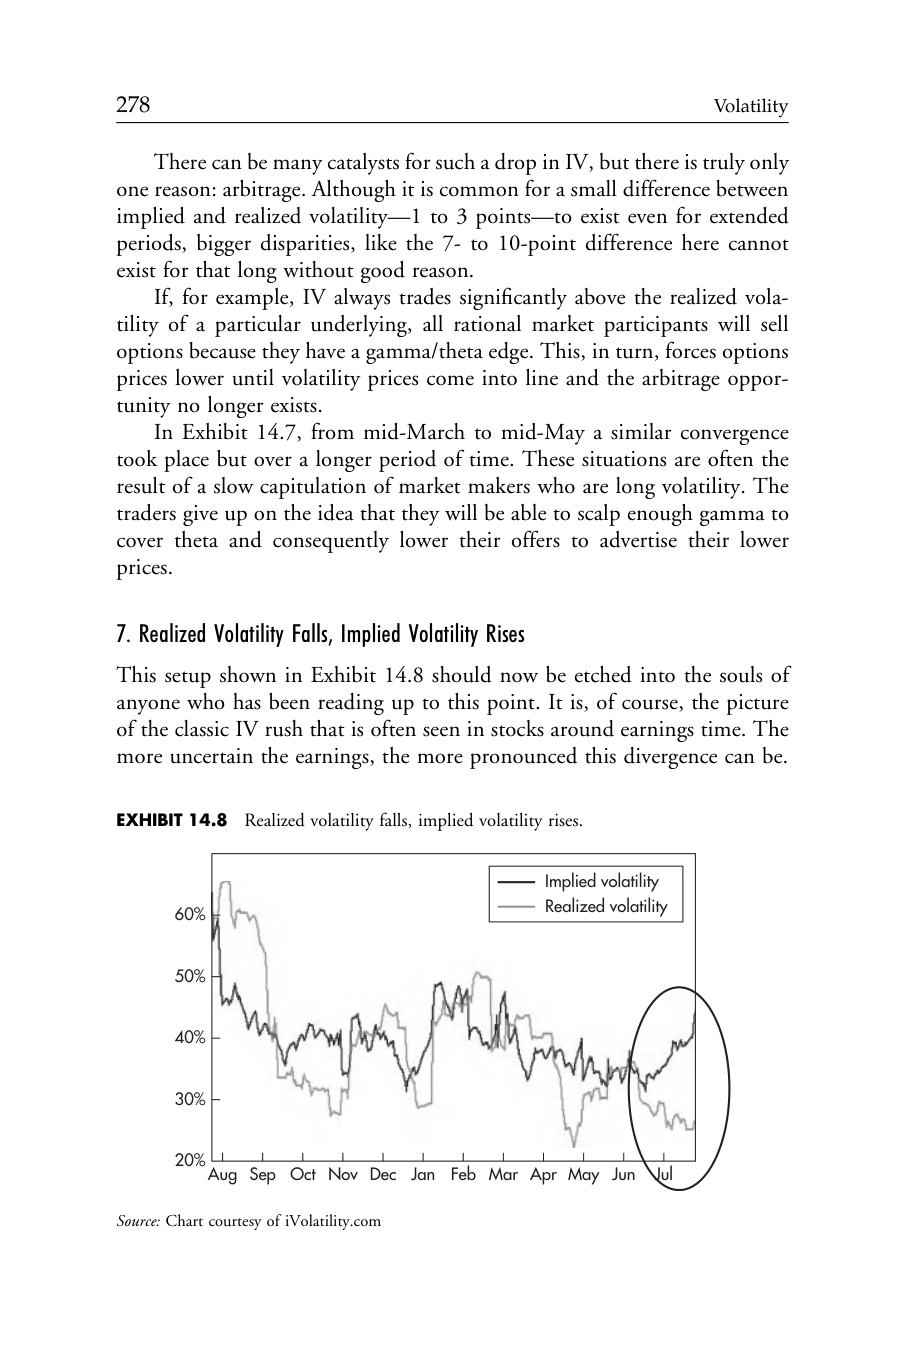 278
Volatility
There can be many catalysts for such a drop in IV, but there is truly only
one reason: arbitrage. Although it is common for a small difference between
implied and realized volatility—1 to 3 points—to exist even for extended
periods, bigger disparities, like the 7- to 10-point difference here cannot
exist for that long without good reason.
If, for example, IV always trades significantly above the realized vola-
tility of a particular underlying, all rational market participants will sell
options because they have a gamma/theta edge. This, in turn, forces options
prices lower until volatility prices come into line and the arbitrage oppor-
tunity no longer exists.
In Exhibit 14.7, from mid-March to mid-May a similar convergence
took place but over a longer period of time. These situations are often the
result of a slow capitulation of market makers who are long volatility. The
traders give up on the idea that they will be able to scalp enough gamma to
cover theta and consequently lower their offers to advertise their lower
prices.
7. Realized Volatility Falls, Implied Volatility Rises
This setup shown in Exhibit 14.8 should now be etched into the souls of
anyone who has been reading up to this point. It is, of course, the picture
of the classic IV rush that is often seen in stocks around earnings time. The
more uncertain the earnings, the more pronounced this divergence can be.
EXHIBIT 14.8 Realized volatility falls, implied volatility rises.
Implied volatility
Realized volatility
60%
50%
40%
30%
20%
Aug Sep Oct Nov Dec Jan Feb Mar Apr May Jun Jul
Source: Chart courtesy of iVolatility.com